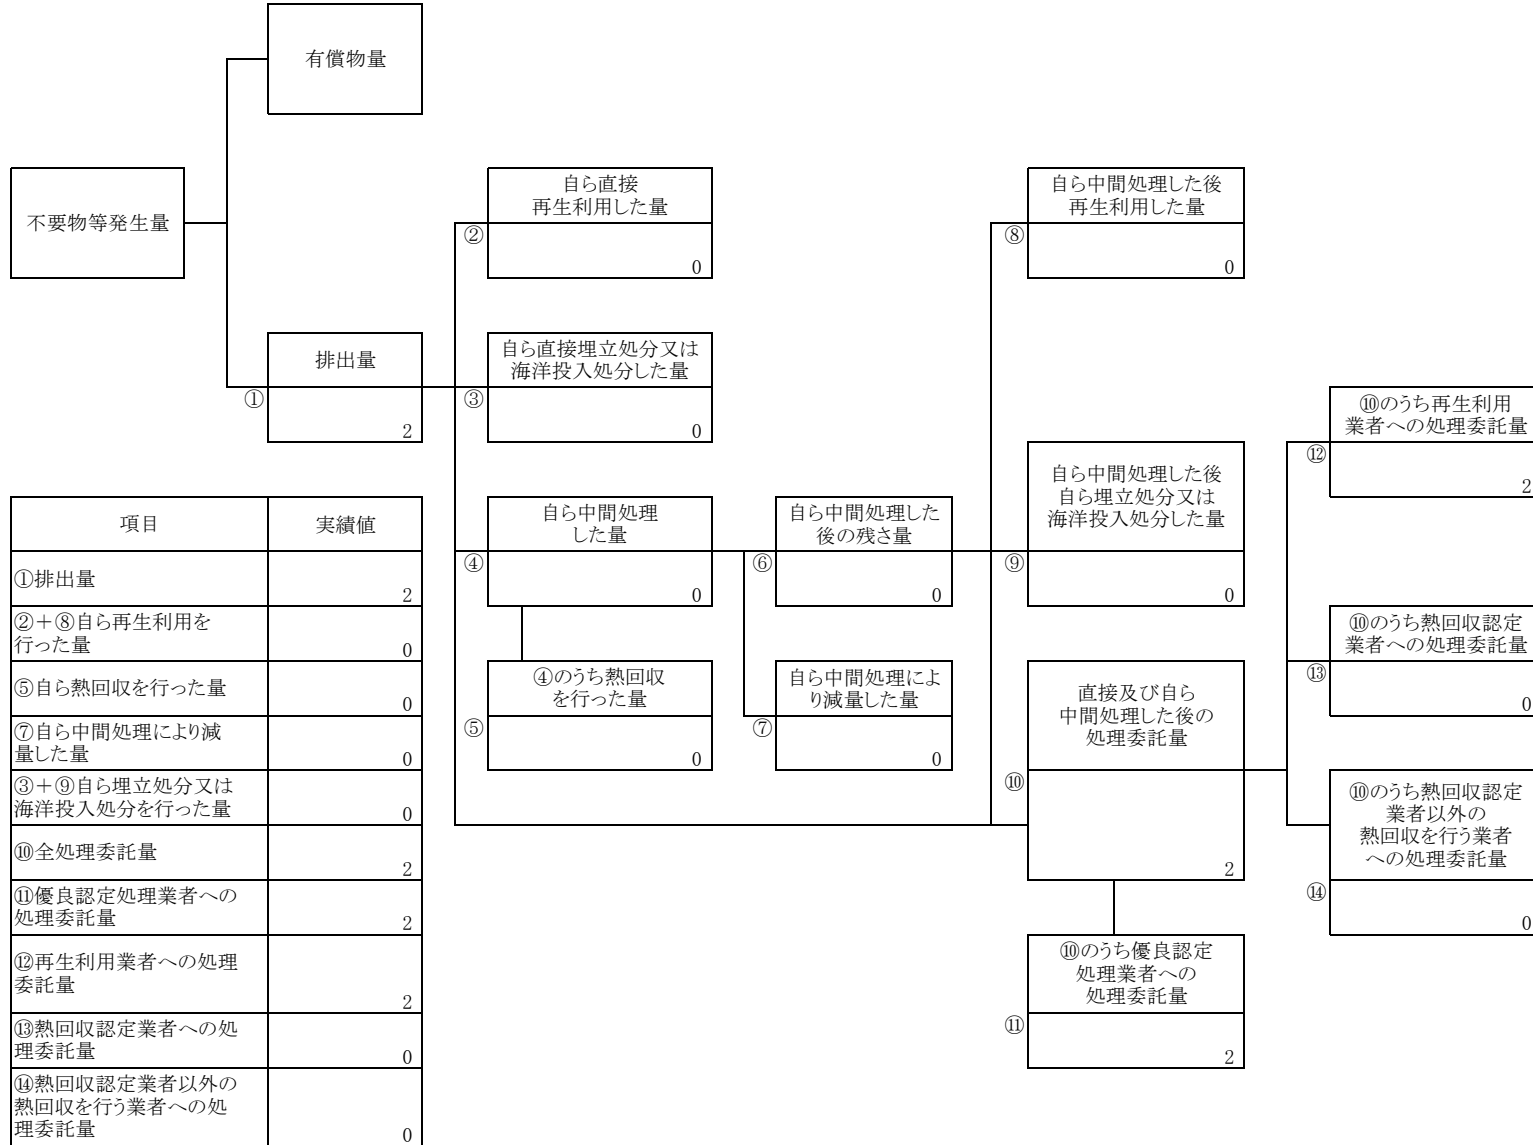 有償物量
不要物等発生量
自ら直接
再生利用した量
②
0
自ら中間処理した後
再生利用した量
⑧
0
排出量
①
2
自ら直接埋立処分又は
海洋投入処分した量
③
0
⑩のうち再生利用
業者への処理委託量
⑫
2
自ら中間処理
した量
④
0
自ら中間処理した
後の残さ量
⑥
0
自ら中間処理した後
自ら埋立処分又は
海洋投入処分した量
⑨
0
⑩のうち熱回収認定
業者への処理委託量
⑬
0
④のうち熱回収
を行った量
⑤
0
自ら中間処理によ
り減量した量
⑦
0
直接及び自ら
中間処理した後の
処理委託量
⑩
2
⑩のうち熱回収認定
業者以外の
熱回収を行う業者
への処理委託量
⑭
0
⑩のうち優良認定
処理業者への
処理委託量
⑪
2
項目 実績値
①排出量
2
②＋⑧自ら再生利用を
行った量
0
⑤自ら熱回収を行った量
0
⑦自ら中間処理により減
量した量
0
③＋⑨自ら埋立処分又は
海洋投入処分を行った量
0
⑩全処理委託量
2
⑪優良認定処理業者への
処理委託量
2
⑫再生利用業者への処理
委託量
2
⑬熱回収認定業者への処
理委託量
0
⑭熱回収認定業者以外の
熱回収を行う業者への処
理委託量
0